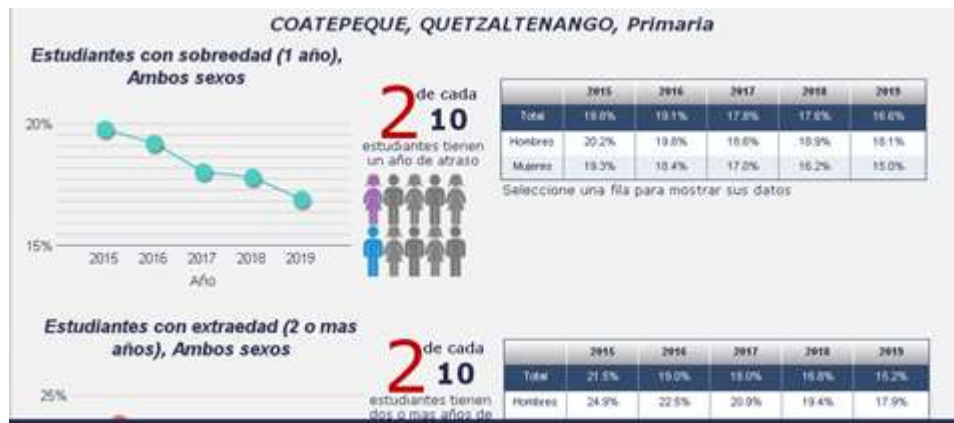 COATEPEQUE, QUETZALTENANGO, Primaria
Estudiantes con sobreedad (1 año),
Ambos sexos
20%
15%
2015 2016 2017 2018 2019
Año
2 de cada
10
estudiantes tienen
un año de atraso
2015 2016 2017 2018 2019
Total 19.8% 19.1% 17.8% 17.6% 16.6%
Hombres 20.2% 19.8% 18.6% 18.9% 18.1%
Mujeres 19.3% 18.4% 17.0% 16.2% 15.0%
Seleccione una fila para mostrar sus datos
Estudiantes con extraedad (2 o mas
años), Ambos sexos
25%
2 de cada
10
estudiantes tienen
dos o mas años de
2015 2016 2017 2018 2019
Total 21.5% 19.0% 18.0% 16.8% 15.2%
Hombres 24.9% 22.5% 20.9% 19.4% 17.9%